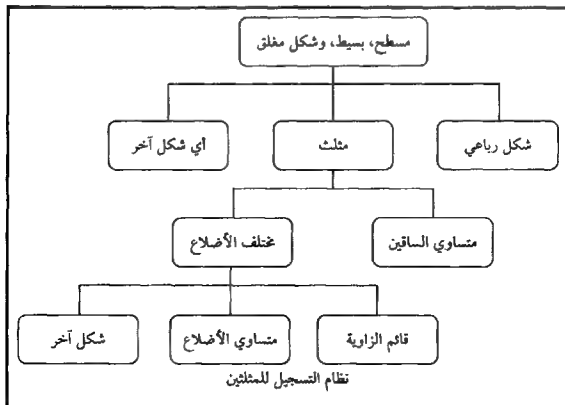 مسطح، بسيط، وشكل مغلق
شكل رباعي
مثلث
أي شكل آخر
متساوي الساقين
مختلف الأضلاع
قائم الزاوية
متساوي الأضلاع
شكل آخر
نظام التسجيل للمثلثين